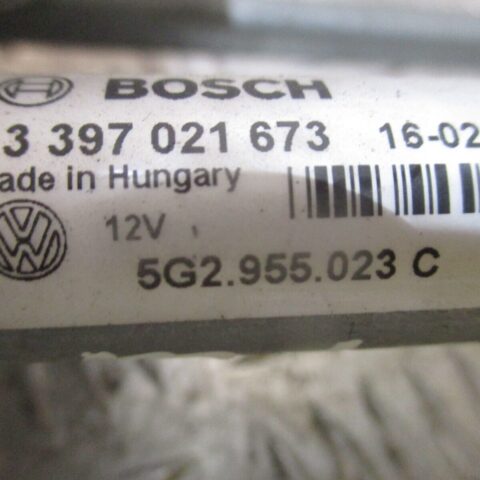 BOSCH
3 397 021 673 16-02
ade in Hungary
12V
5G2.955.023 C